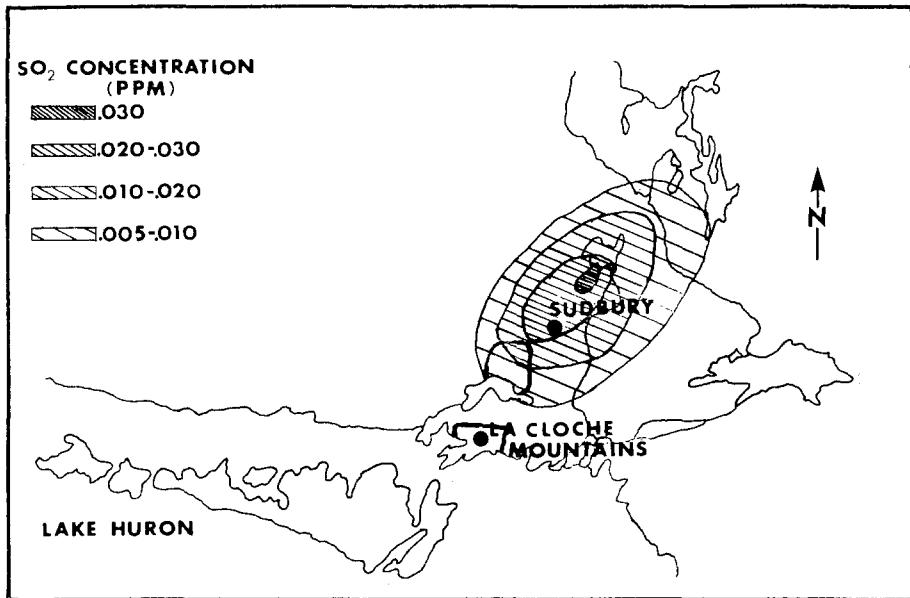 SO₂ CONCENTRATION
(PPM)
.030
.020-.030
.010-.020
.005-.010
N
SUDBURY
LA CLOCHE
MOUNTAINS
LAKE HURON